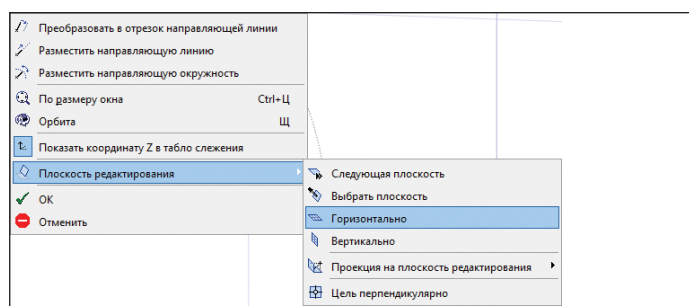 Преобразовать в отрезок направляющей линии
Разместить направляющую линию
Разместить направляющую окружность
По размеру окна Ctrl+Ц
Орбита Щ
Показать координату Z в табло слежения
Плоскость редактирования
ОК
Отменить
Следующая плоскость
Выбрать плоскость
Горизонтально
Вертикально
Проекция на плоскость редактирования
Цель перпендикулярно